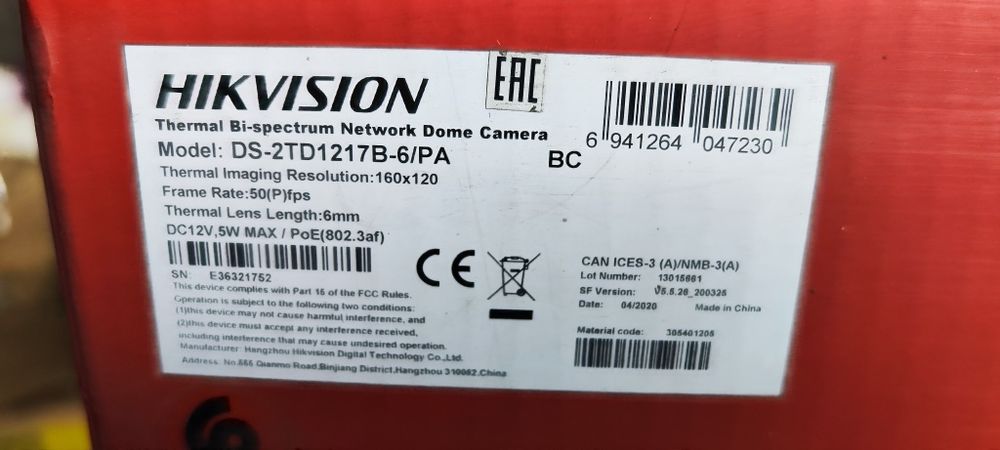 HIKVISION
EAC
Thermal Bi-spectrum Network Dome Camera
Model: DS-2TD1217B-6/PA
BC
6 941264 047230
Thermal Imaging Resolution:160x120
Frame Rate:50(P)fps
Thermal Lens Length:6mm
DC12V,5W MAX / PoE(802.3af)
SN: E36321752
CE
This device complies with Part 15 of the FCC Rules.
Operation is subject to the following two conditions:
(1)this device may not cause harmful interference, and
(2)this device must accept any interference received,
including interference that may cause undesired operation.
Manufacturer: Hangzhou Hikvision Digital Technology Co.,Ltd.
Address: No.555 Qianmo Road,Binjiang District,Hangzhou 310052,China
CAN ICES-3 (A)/NMB-3(A)
Lot Number: 13015661
SF Version: V5.5.26_200325
Date: 04/2020 Made in China
Material code: 305401205